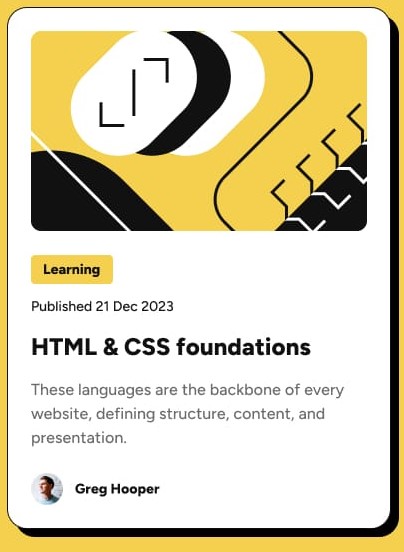 Learning
Published 21 Dec 2023
HTML & CSS foundations
These languages are the backbone of every
website, defining structure, content, and
presentation.
Greg Hooper